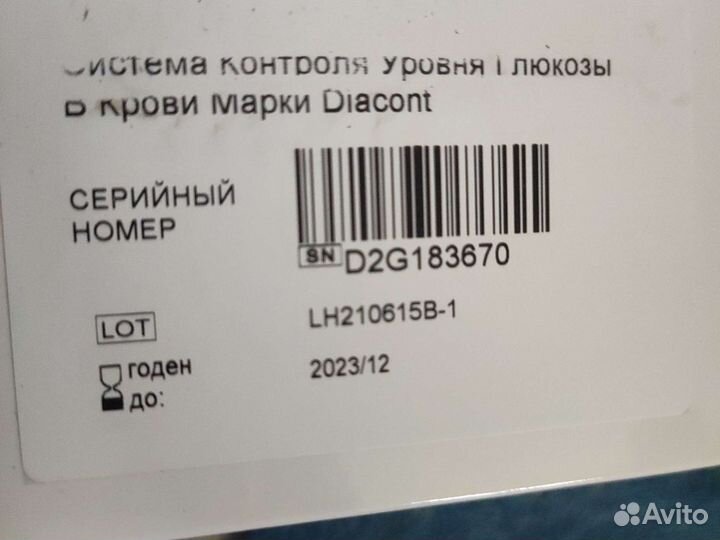 Система Контроля Уровня Глюкозы
В Крови Марки Diacont
СЕРИЙНЫЙ
НОМЕР
SN D2G183670
LOT LH210615B-1
годен 2023/12
до:
Avito